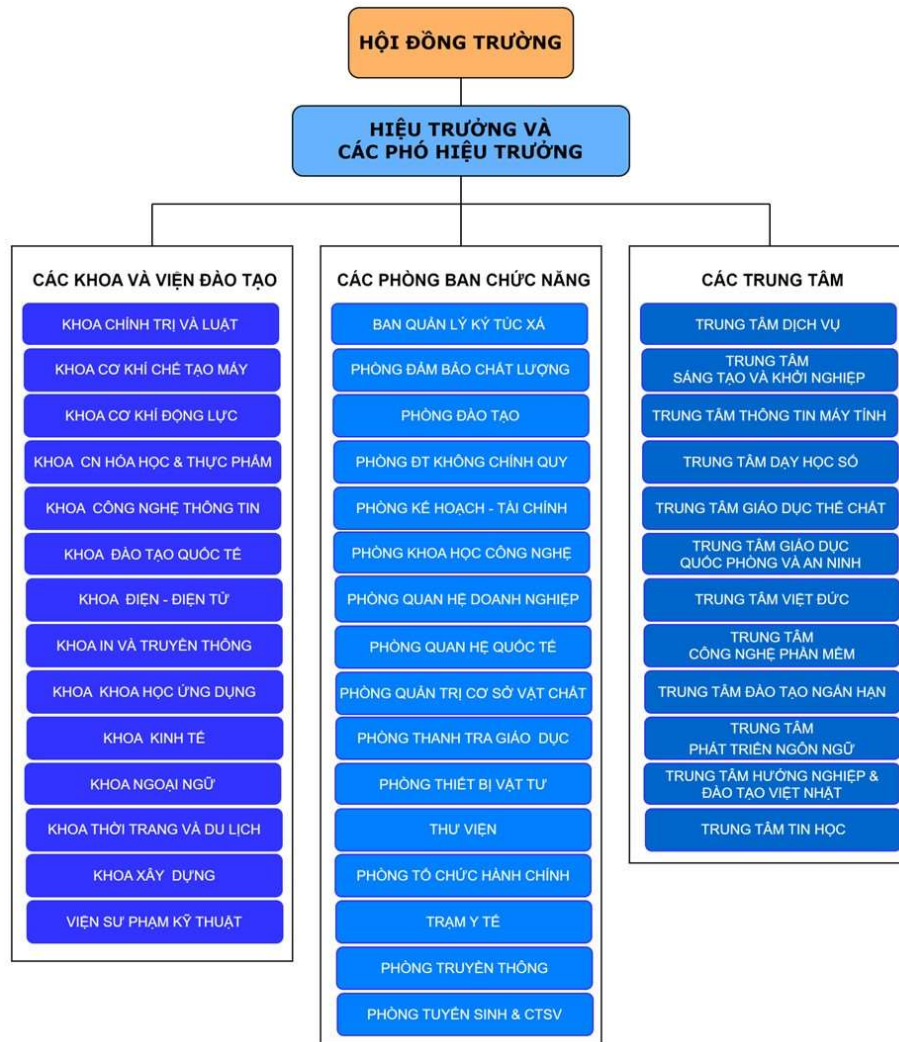 HỘI ĐỒNG TRƯỜNG
HIỆU TRƯỞNG VÀ
CÁC PHÓ HIỆU TRƯỞNG
CÁC KHOA VÀ VIỆN ĐÀO TẠO
KHOA CHÍNH TRỊ VÀ LUẬT
KHOA CƠ KHÍ CHẾ TẠO MÁY
KHOA CƠ KHÍ ĐỘNG LỰC
KHOA CN HÓA HỌC & THỰC PHẨM
KHOA CÔNG NGHỆ THÔNG TIN
KHOA ĐÀO TẠO QUỐC TẾ
KHOA ĐIỆN - ĐIỆN TỬ
KHOA IN VÀ TRUYỀN THÔNG
KHOA KHOA HỌC ỨNG DỤNG
KHOA KINH TẾ
KHOA NGOẠI NGỮ
KHOA THỜI TRANG VÀ DU LỊCH
KHOA XÂY DỰNG
VIỆN SƯ PHẠM KỸ THUẬT
CÁC PHÒNG BAN CHỨC NĂNG
BAN QUẢN LÝ KÝ TÚC XÁ
PHÒNG ĐẢM BẢO CHẤT LƯỢNG
PHÒNG ĐÀO TẠO
PHÒNG ĐT KHÔNG CHÍNH QUY
PHÒNG KẾ HOẠCH - TÀI CHÍNH
PHÒNG KHOA HỌC CÔNG NGHỆ
PHÒNG QUAN HỆ DOANH NGHIỆP
PHÒNG QUAN HỆ QUỐC TẾ
PHÒNG QUẢN TRỊ CƠ SỞ VẬT CHẤT
PHÒNG THANH TRA GIÁO DỤC
PHÒNG THIẾT BỊ VẬT TƯ
THƯ VIỆN
PHÒNG TỔ CHỨC HÀNH CHÍNH
TRẠM Y TẾ
PHÒNG TRUYỀN THÔNG
PHÒNG TUYỂN SINH & CTSV
CÁC TRUNG TÂM
TRUNG TÂM DỊCH VỤ
TRUNG TÂM
SÁNG TẠO VÀ KHỞI NGHIỆP
TRUNG TÂM THÔNG TIN MÁY TÍNH
TRUNG TÂM DẠY HỌC SỐ
TRUNG TÂM GIÁO DỤC THỂ CHẤT
TRUNG TÂM GIÁO DỤC
QUỐC PHÒNG VÀ AN NINH
TRUNG TÂM VIỆT ĐỨC
TRUNG TÂM
CÔNG NGHỆ PHẦN MỀM
TRUNG TÂM ĐÀO TẠO NGẮN HẠN
TRUNG TÂM
PHÁT TRIỂN NGÔN NGỮ
TRUNG TÂM HƯỚNG NGHIỆP &
ĐÀO TẠO VIỆT NHẬT
TRUNG TÂM TIN HỌC